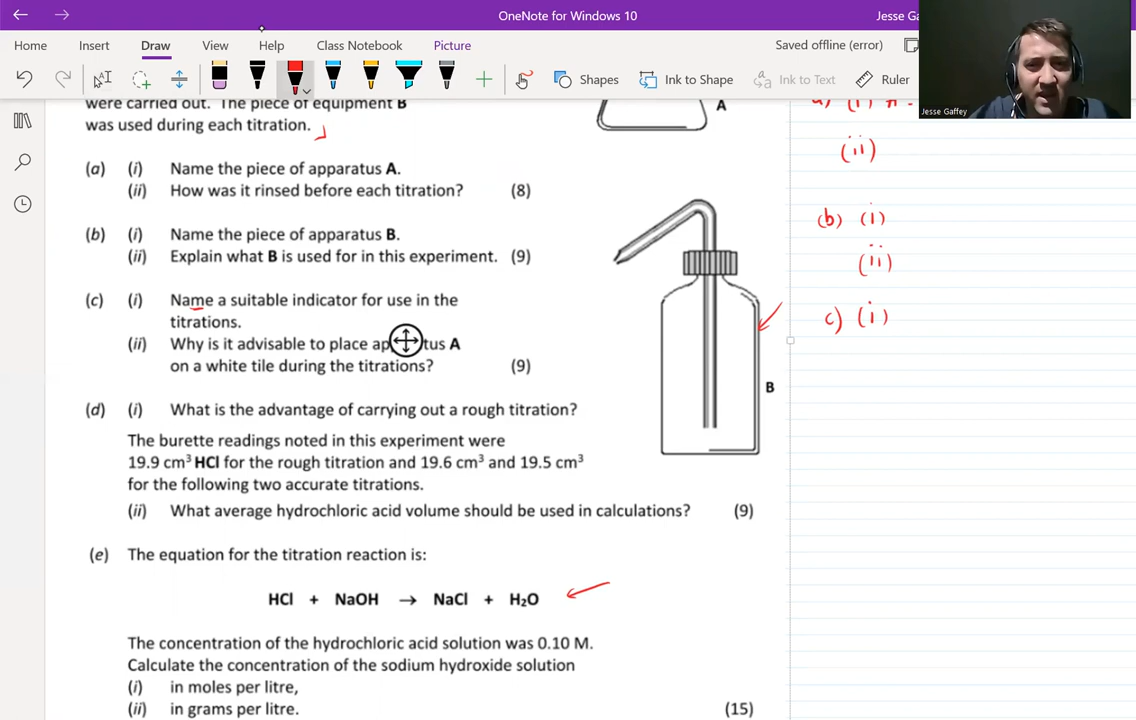 OneNote for Windows 10
Jesse Ga
Home Insert Draw View Help Class Notebook Picture
Saved offline (error)
Shapes Ink to Shape Ink to Text Ruler
Jesse Gaffey
were carried out. The piece of equipment B
was used during each titration.
A
(a) (i) Name the piece of apparatus A.
(ii) How was it rinsed before each titration? (8)
(b) (i) Name the piece of apparatus B.
(ii) Explain what B is used for in this experiment. (9)
(c) (i) Name a suitable indicator for use in the
titrations.
(ii) Why is it advisable to place ap tus A
on a white tile during the titrations? (9)
B
(d) (i) What is the advantage of carrying out a rough titration?
The burette readings noted in this experiment were
19.9 cm³ HCl for the rough titration and 19.6 cm³ and 19.5 cm³
for the following two accurate titrations.
(ii) What average hydrochloric acid volume should be used in calculations? (9)
(e) The equation for the titration reaction is:
HCl + NaOH → NaCl + H₂O
The concentration of the hydrochloric acid solution was 0.10 M.
Calculate the concentration of the sodium hydroxide solution
(i) in moles per litre,
(ii) in grams per litre. (15)
a) (i)
(ii)
(b) (i)
(ii)
c) (i)